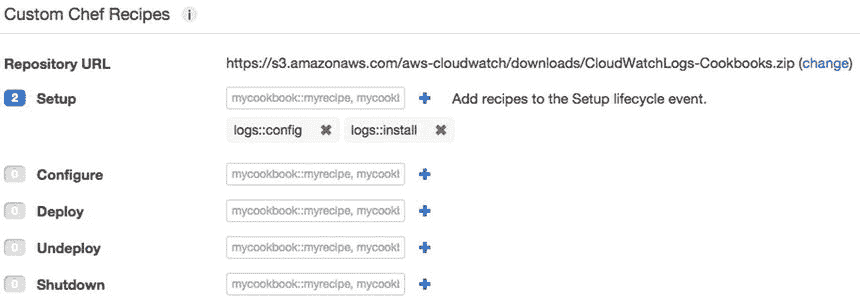 Custom Chef Recipes i
Repository URL https://s3.amazonaws.com/aws-cloudwatch/downloads/CloudWatchLogs-Cookbooks.zip (change)
2 Setup mycookbook::myrecipe, mycookl Add recipes to the Setup lifecycle event.
logs::config ✖ logs::install ✖
0 Configure mycookbook::myrecipe, mycookl
0 Deploy mycookbook::myrecipe, mycookl
0 Undeploy mycookbook::myrecipe, mycookl
0 Shutdown mycookbook::myrecipe, mycookl